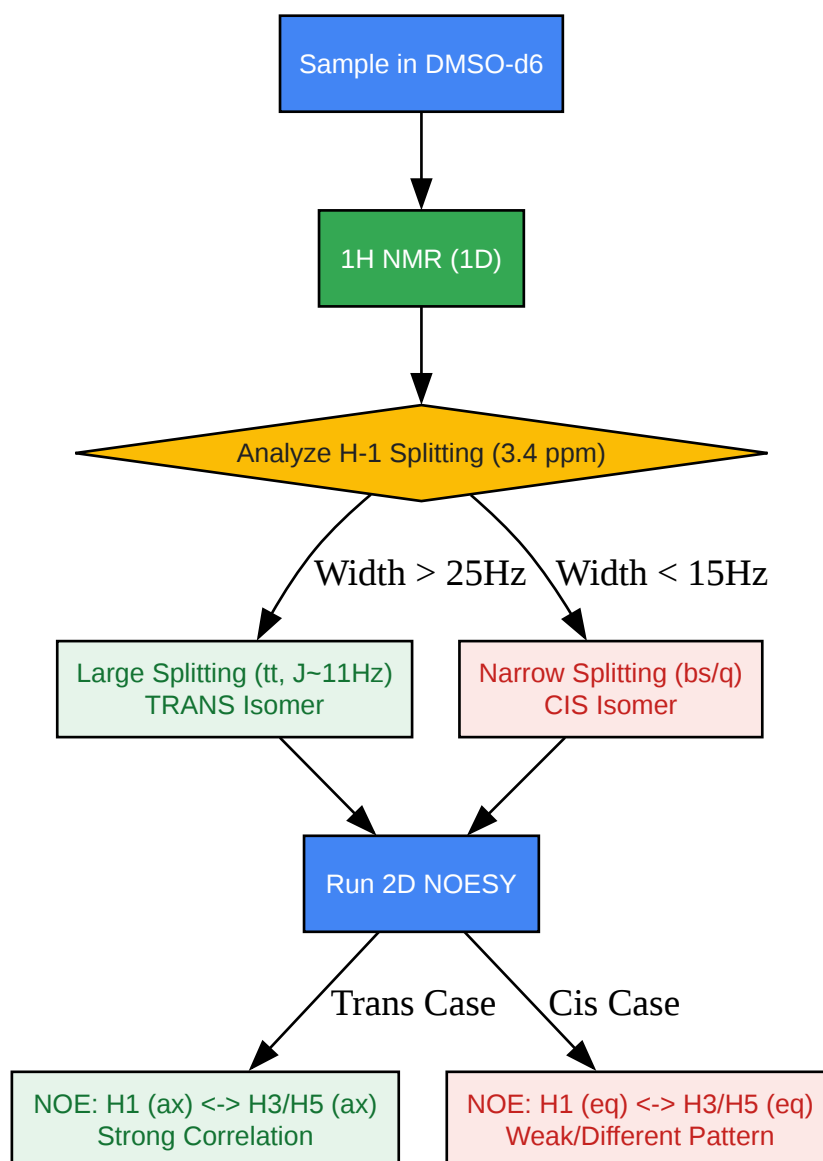 Sample in DMSO-d6
1H NMR (1D)
Analyze H-1 Splitting (3.4 ppm)
Width > 25Hz
Width < 15Hz
Large Splitting (tt, J~11Hz)
TRANS Isomer
Narrow Splitting (bs/q)
CIS Isomer
Run 2D NOESY
Trans Case
Cis Case
NOE: H1 (ax) <-> H3/H5 (ax)
Strong Correlation
NOE: H1 (eq) <-> H3/H5 (eq)
Weak/Different Pattern